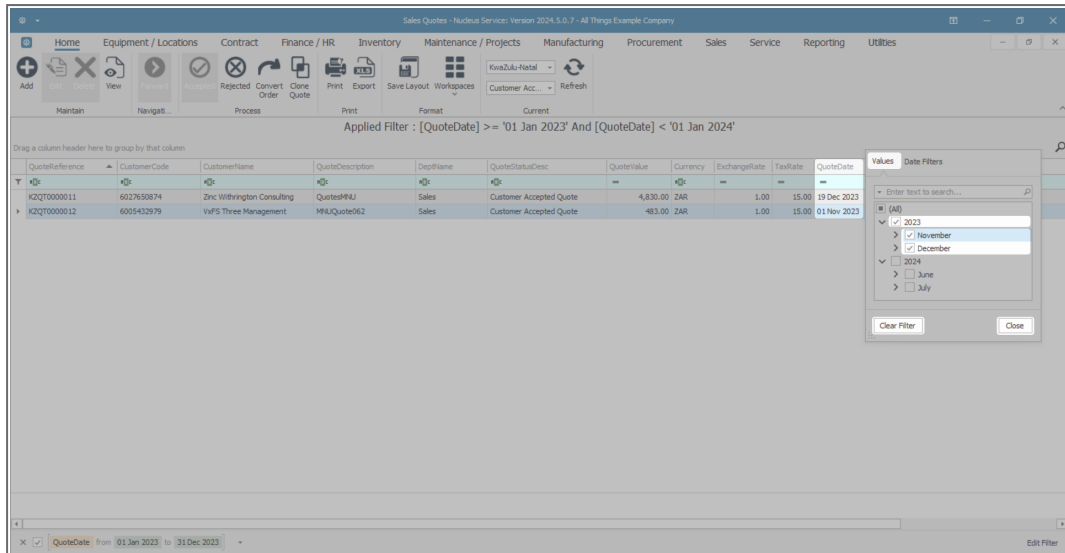 Sales Quotes - Nucleus Service: Version 2024.5.0.7 - All Things Example Company
Home Equipment / Locations Contract Finance / HR Inventory Maintenance / Projects Manufacturing Procurement Sales Service Reporting Utilities
KwaZulu-Natal
Customer Acc...
Add Edit Delete View Forward Accepted Rejected Convert Order Clone Quote Print Export Save Layout Workspaces Refresh
Maintain Navigati... Process Print Format Current
Applied Filter : [QuoteDate] >= '01 Jan 2023' And [QuoteDate] < '01 Jan 2024'
Drag a column header here to group by that column
QuoteReference CustomerCode CustomerName QuoteDescription DeptName QuoteStatusDesc QuoteValue Currency ExchangeRate TaxRate QuoteDate
KZQT0000011 6027650874 Zinc Withrington Consulting QuotesMNU Sales Customer Accepted Quote 4,830.00 ZAR 1.00 15.00 19 Dec 2023
KZQT0000012 6005432979 VxFS Three Management MNUQuote062 Sales Customer Accepted Quote 483.00 ZAR 1.00 15.00 01 Nov 2023
Values Date Filters
Enter text to search...
(All)
2023
November
December
2024
June
July
Clear Filter Close
QuoteDate from 01 Jan 2023 to 31 Dec 2023 Edit Filter